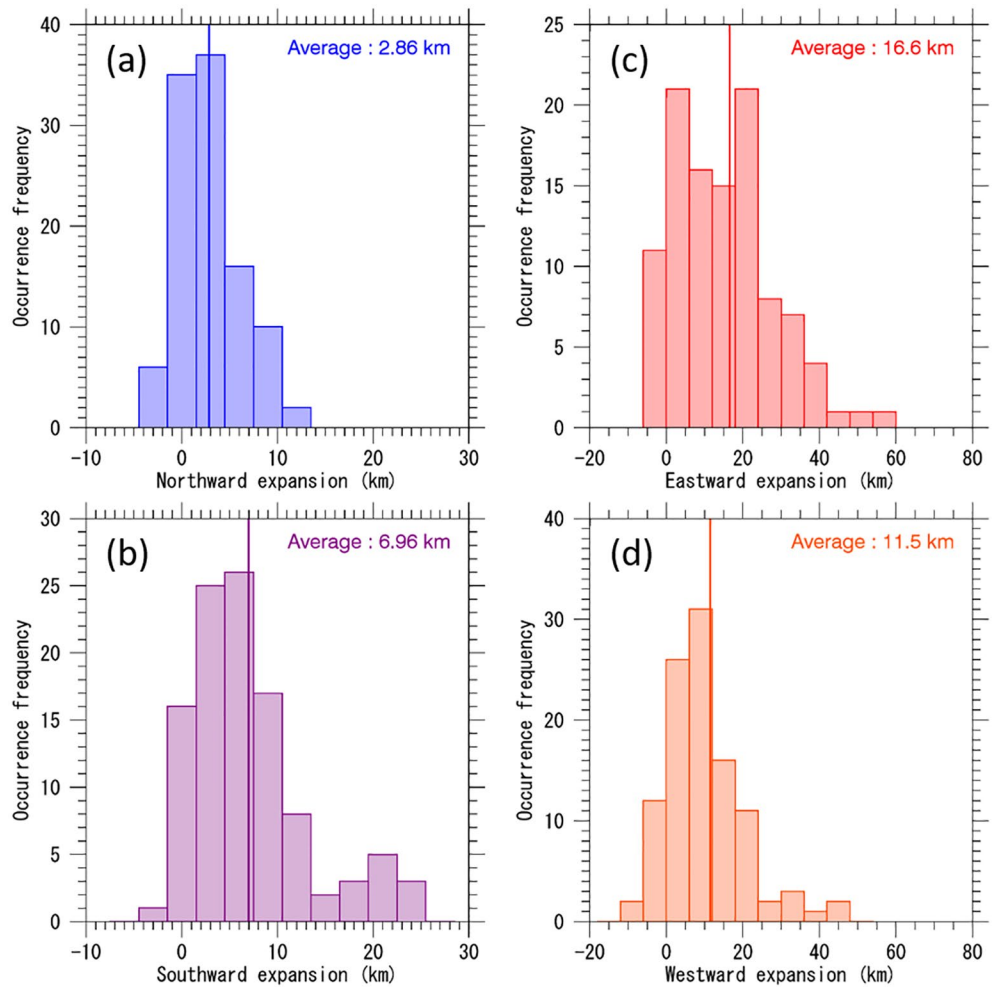 (a)
Average : 2.86 km
Occurrence frequency
40
30
20
10
0
-10 0 10 20 30
Northward expansion (km)
(c)
Average : 16.6 km
Occurrence frequency
25
20
15
10
5
0
-20 0 20 40 60 80
Eastward expansion (km)
(b)
Average : 6.96 km
Occurrence frequency
30
25
20
15
10
5
0
-10 0 10 20 30
Southward expansion (km)
(d)
Average : 11.5 km
Occurrence frequency
40
30
20
10
0
-20 0 20 40 60 80
Westward expansion (km)